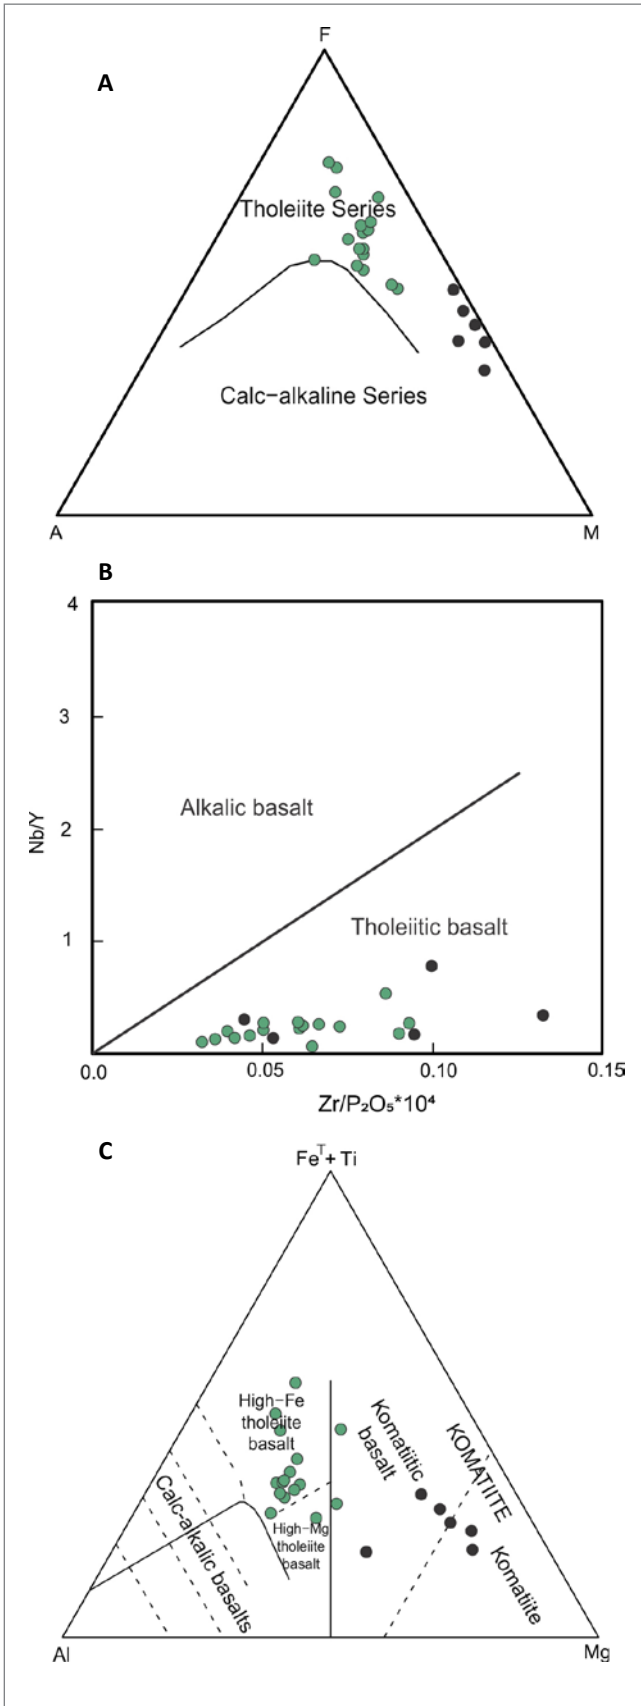 F
A
Tholeiite Series
Calc-alkaline Series
A
M
B
4
3
2
1
Nb/Y
Alkalic basalt
Tholeiitic basalt
0.0
0.05
0.10
0.15
Zr/P₂O₅*10⁴
C
Feᵀ+ Ti
High-Fe
tholeiite
basalt
Komatiitic
basalt
KOMATIITE
Calc-alkalic basalts
High-Mg
tholeiite
basalt
Komatiite
Al
Mg